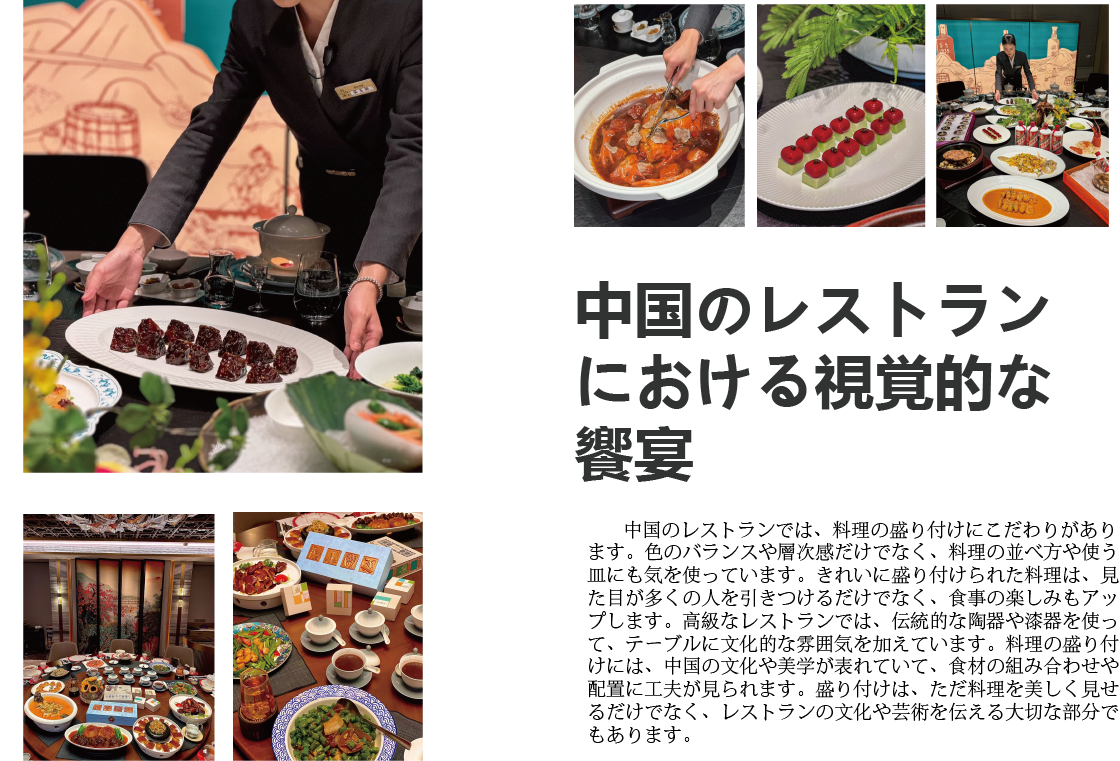 中国のレストラン
における視覚的な
饗宴
中国のレストランでは、料理の盛り付けにこだわりがあり
ます。色のバランスや層次感だけでなく、料理の並べ方や使う
皿にも気を使っています。きれいに盛り付けられた料理は、見
た目が多くの人を引きつけるだけでなく、食事の楽しみもアッ
プします。高級なレストランでは、伝統的な陶器や漆器を使っ
て、テーブルに文化的な雰囲気を加えています。料理の盛り付
けには、中国の文化や美学が表れていて、食材の組み合わせや
配置に工夫が見られます。盛り付けは、ただ料理を美しく見せ
るだけでなく、レストランの文化や芸術を伝える大切な部分で
もあります。